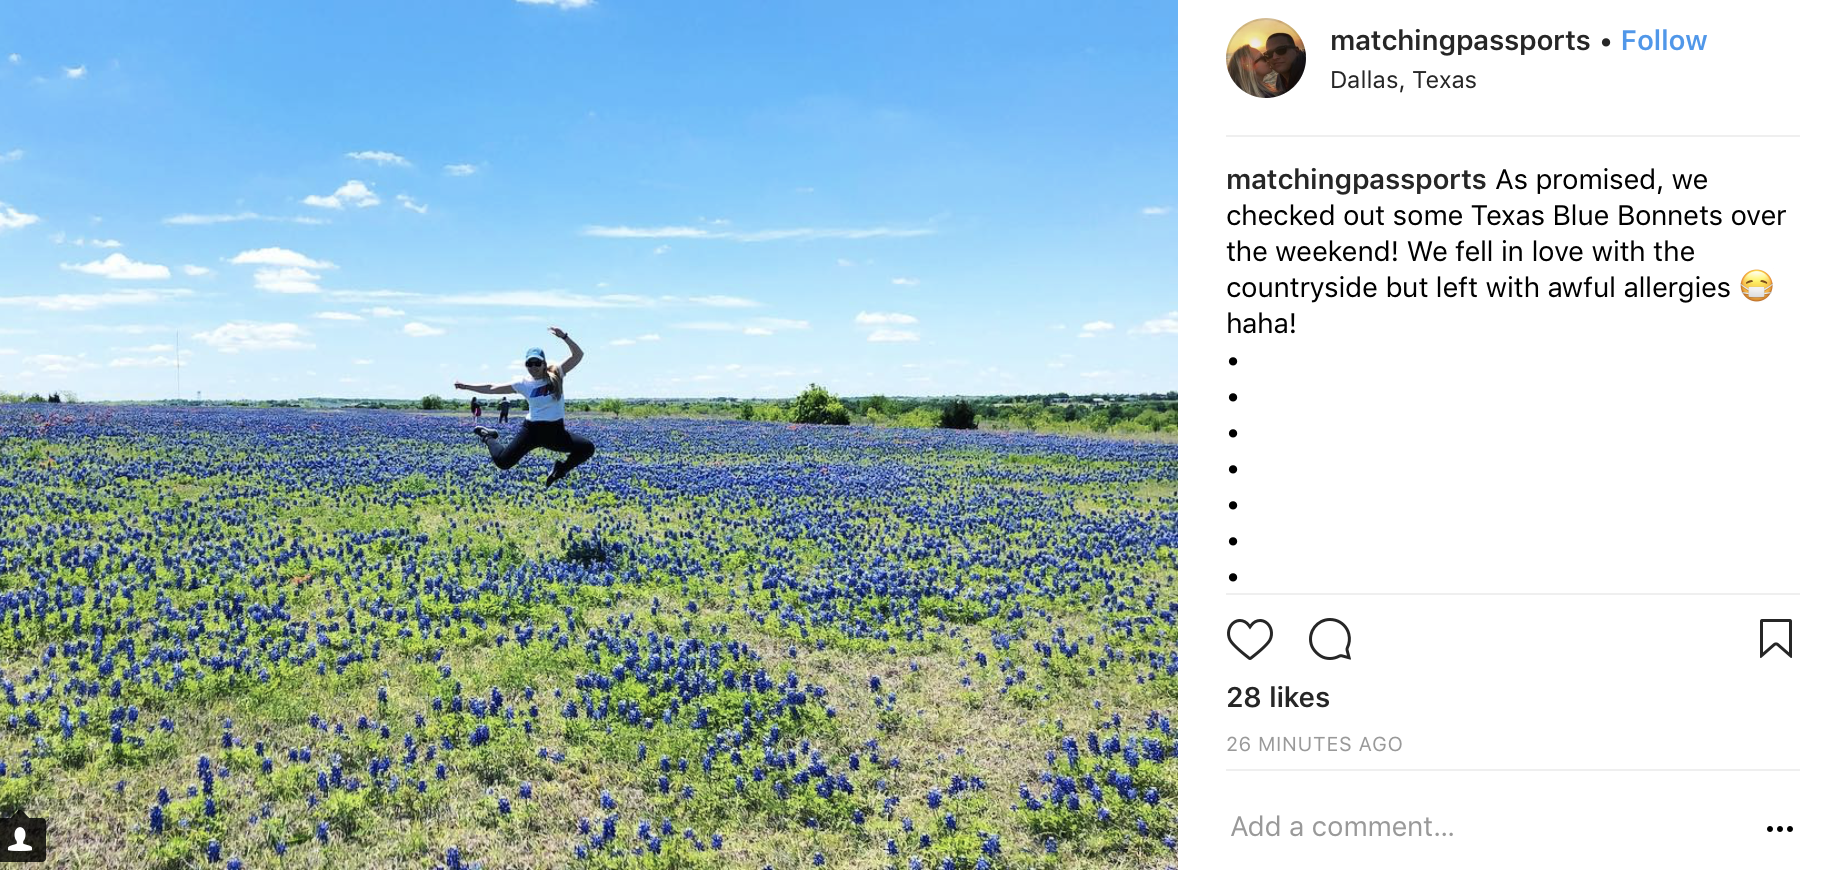 matchingpassports • Follow
Dallas, Texas
matchingpassports As promised, we
checked out some Texas Blue Bonnets over
the weekend! We fell in love with the
countryside but left with awful allergies 😷
haha!
•
•
•
•
•
•
•
28 likes
26 MINUTES AGO
Add a comment...